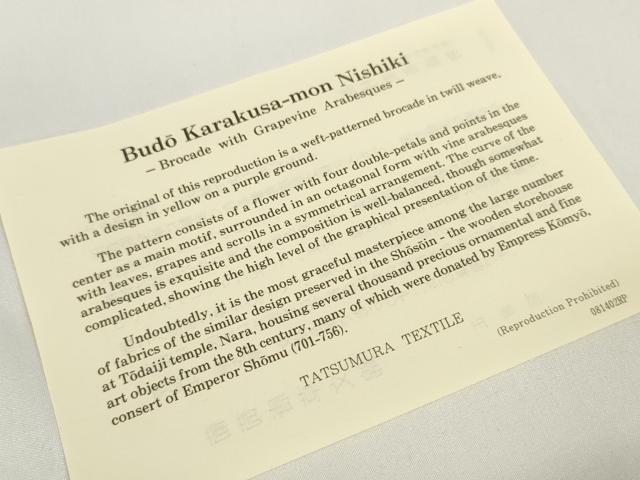 Budō Karakusa-mon Nishiki
– Brocade with Grapevine Arabesques –
The original of this reproduction is a weft-patterned brocade in twill weave,
with a design in yellow on a purple ground.
The pattern consists of a flower with four double-petals and points in the
center as a main motif, surrounded in an octagonal form with vine arabesques
with leaves, grapes and scrolls in a symmetrical arrangement. The curve of the
arabesques is exquisite and the composition is well-balanced, though somewhat
complicated, showing the high level of the graphical presentation of the time.
Undoubtedly, it is the most graceful masterpiece among the large number
of fabrics of the similar design preserved in the Shōsōin - the wooden storehouse
at Tōdaiji temple, Nara, housing several thousand precious ornamental and fine
art objects from the 8th century, many of which were donated by Empress Kōmyō,
consert of Emperor Shōmu (701-756).
TATSUMURA TEXTILE
(Reproduction Prohibited)
081402RP